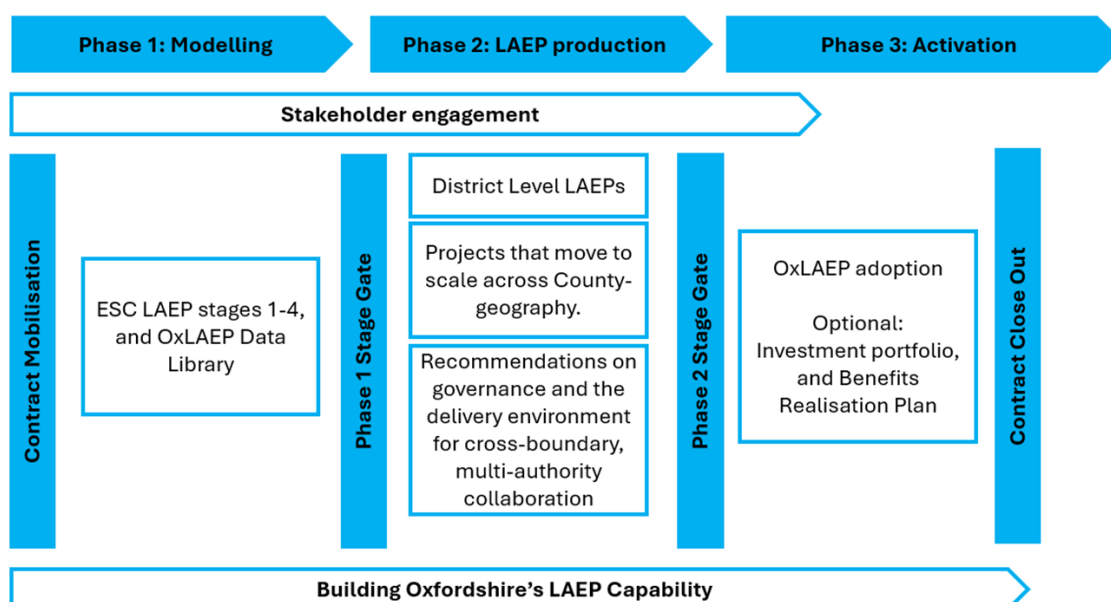 Phase 1: Modelling
Phase 2: LAEP production
Phase 3: Activation
Stakeholder engagement
Contract Mobilisation
ESC LAEP stages 1-4,
and OxLAEP Data
Library
Phase 1 Stage Gate
District Level LAEPs
Projects that move to
scale across County-
geography.
Recommendations on
governance and the
delivery environment
for cross-boundary,
multi-authority
collaboration
Phase 2 Stage Gate
OxLAEP adoption
Optional:
Investment portfolio,
and Benefits
Realisation Plan
Contract Close Out
Building Oxfordshire’s LAEP Capability